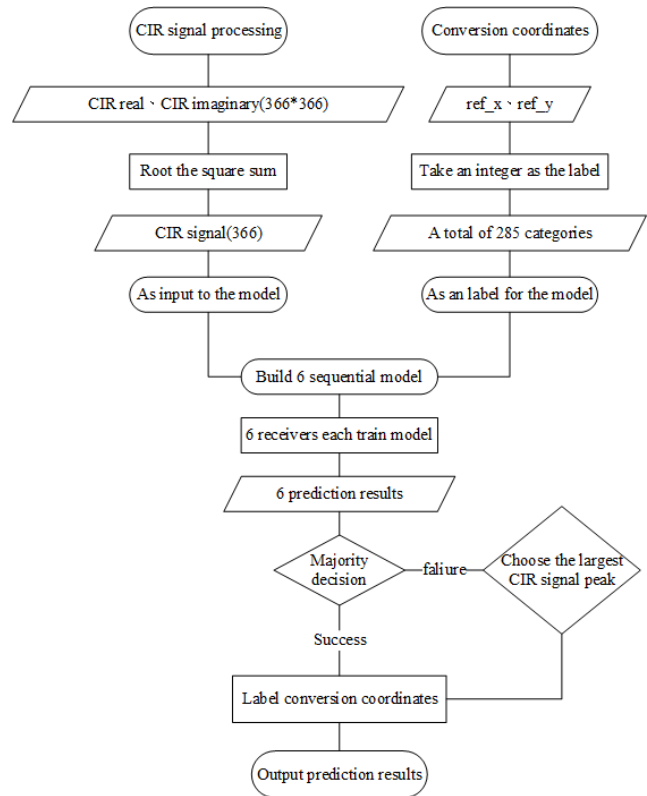 CIR signal processing
Conversion coordinates
CIR real、CIR imaginary(366*366)
ref_x、ref_y
Root the square sum
Take an integer as the label
CIR signal(366)
A total of 285 categories
As input to the model
As an label for the model
Build 6 sequential model
6 receivers each train model
6 prediction results
Majority
decision
faliure
Choose the largest
CIR signal peak
Success
Label conversion coordinates
Output prediction results